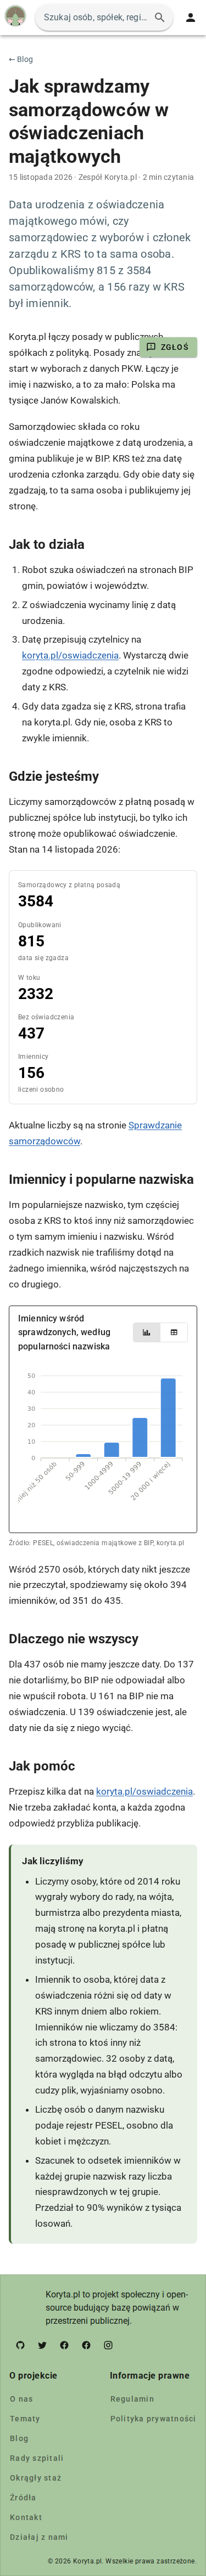 Szukaj osób, spółek, regi...
← Blog
Jak sprawdzamy
samorządowców w
oświadczeniach
majątkowych
15 listopada 2026 · Zespół Koryta.pl · 2 min czytania
Data urodzenia z oświadczenia
majątkowego mówi, czy
samorządowiec z wyborów i członek
zarządu z KRS to ta sama osoba.
Opublikowaliśmy 815 z 3584
samorządowców, a 156 razy w KRS
był imiennik.
Koryta.pl łączy posady w publicznych
spółkach z polityką. Posady zna
ZGŁOŚ
start w wyborach z danych PKW. Łączy je
imię i nazwisko, a to za mało: Polska ma
tysiące Janów Kowalskich.
Samorządowiec składa co roku
oświadczenie majątkowe z datą urodzenia, a
gmina publikuje je w BIP. KRS też zna datę
urodzenia członka zarządu. Gdy obie daty się
zgadzają, to ta sama osoba i publikujemy jej
stronę.
Jak to działa
1. Robot szuka oświadczeń na stronach BIP
gmin, powiatów i województw.
2. Z oświadczenia wycinamy linię z datą
urodzenia.
3. Datę przepisują czytelnicy na
koryta.pl/oswiadczenia. Wystarczą dwie
zgodne odpowiedzi, a czytelnik nie widzi
daty z KRS.
4. Gdy data zgadza się z KRS, strona trafia
na koryta.pl. Gdy nie, osoba z KRS to
zwykle imiennik.
Gdzie jesteśmy
Liczymy samorządowców z płatną posadą w
publicznej spółce lub instytucji, bo tylko ich
stronę może opublikować oświadczenie.
Stan na 14 listopada 2026:
Samorządowcy z płatną posadą
3584
Opublikowani
815
data się zgadza
W toku
2332
Bez oświadczenia
437
Imiennicy
156
liczeni osobno
Aktualne liczby są na stronie Sprawdzanie
samorządowców.
Imiennicy i popularne nazwiska
Im popularniejsze nazwisko, tym częściej
osoba z KRS to ktoś inny niż samorządowiec
o tym samym imieniu i nazwisku. Wśród
rzadkich nazwisk nie trafiliśmy dotąd na
żadnego imiennika, wśród najczęstszych na
co drugiego.
Imiennicy wśród
sprawdzonych, według
popularności nazwiska
50
40
30
20
10
0
niej niż 50 osób
50-999
1000-4999
5000-19 999
20 000 i więcej
Źródło: PESEL, oświadczenia majątkowe z BIP, koryta.pl
Wśród 2570 osób, których daty nikt jeszcze
nie przeczytał, spodziewamy się około 394
imienników, od 351 do 435.
Dlaczego nie wszyscy
Dla 437 osób nie mamy jeszcze daty. Do 137
nie dotarliśmy, bo BIP nie odpowiadał albo
nie wpuścił robota. U 161 na BIP nie ma
oświadczenia. U 139 oświadczenie jest, ale
daty nie da się z niego wyciąć.
Jak pomóc
Przepisz kilka dat na koryta.pl/oswiadczenia.
Nie trzeba zakładać konta, a każda zgodna
odpowiedź przybliża publikację.
Jak liczyliśmy
• Liczymy osoby, które od 2014 roku
wygrały wybory do rady, na wójta,
burmistrza albo prezydenta miasta,
mają stronę na koryta.pl i płatną
posadę w publicznej spółce lub
instytucji.
• Imiennik to osoba, której data z
oświadczenia różni się od daty w
KRS innym dniem albo rokiem.
Imienników nie wliczamy do 3584:
ich strona to ktoś inny niż
samorządowiec. 32 osoby z datą,
która wygląda na błąd odczytu albo
cudzy plik, wyjaśniamy osobno.
• Liczbę osób o danym nazwisku
podaje rejestr PESEL, osobno dla
kobiet i mężczyzn.
• Szacunek to odsetek imienników w
każdej grupie nazwisk razy liczba
niesprawdzonych w tej grupie.
Przedział to 90% wyników z tysiąca
losowań.
Koryta.pl to projekt społeczny i open-
source budujący bazę powiązań w
przestrzeni publicznej.
O projekcie
Informacje prawne
O nas
Regulamin
Tematy
Polityka prywatności
Blog
Rady szpitali
Okrągły staż
Źródła
Kontakt
Działaj z nami
© 2026 Koryta.pl. Wszelkie prawa zastrzeżone.